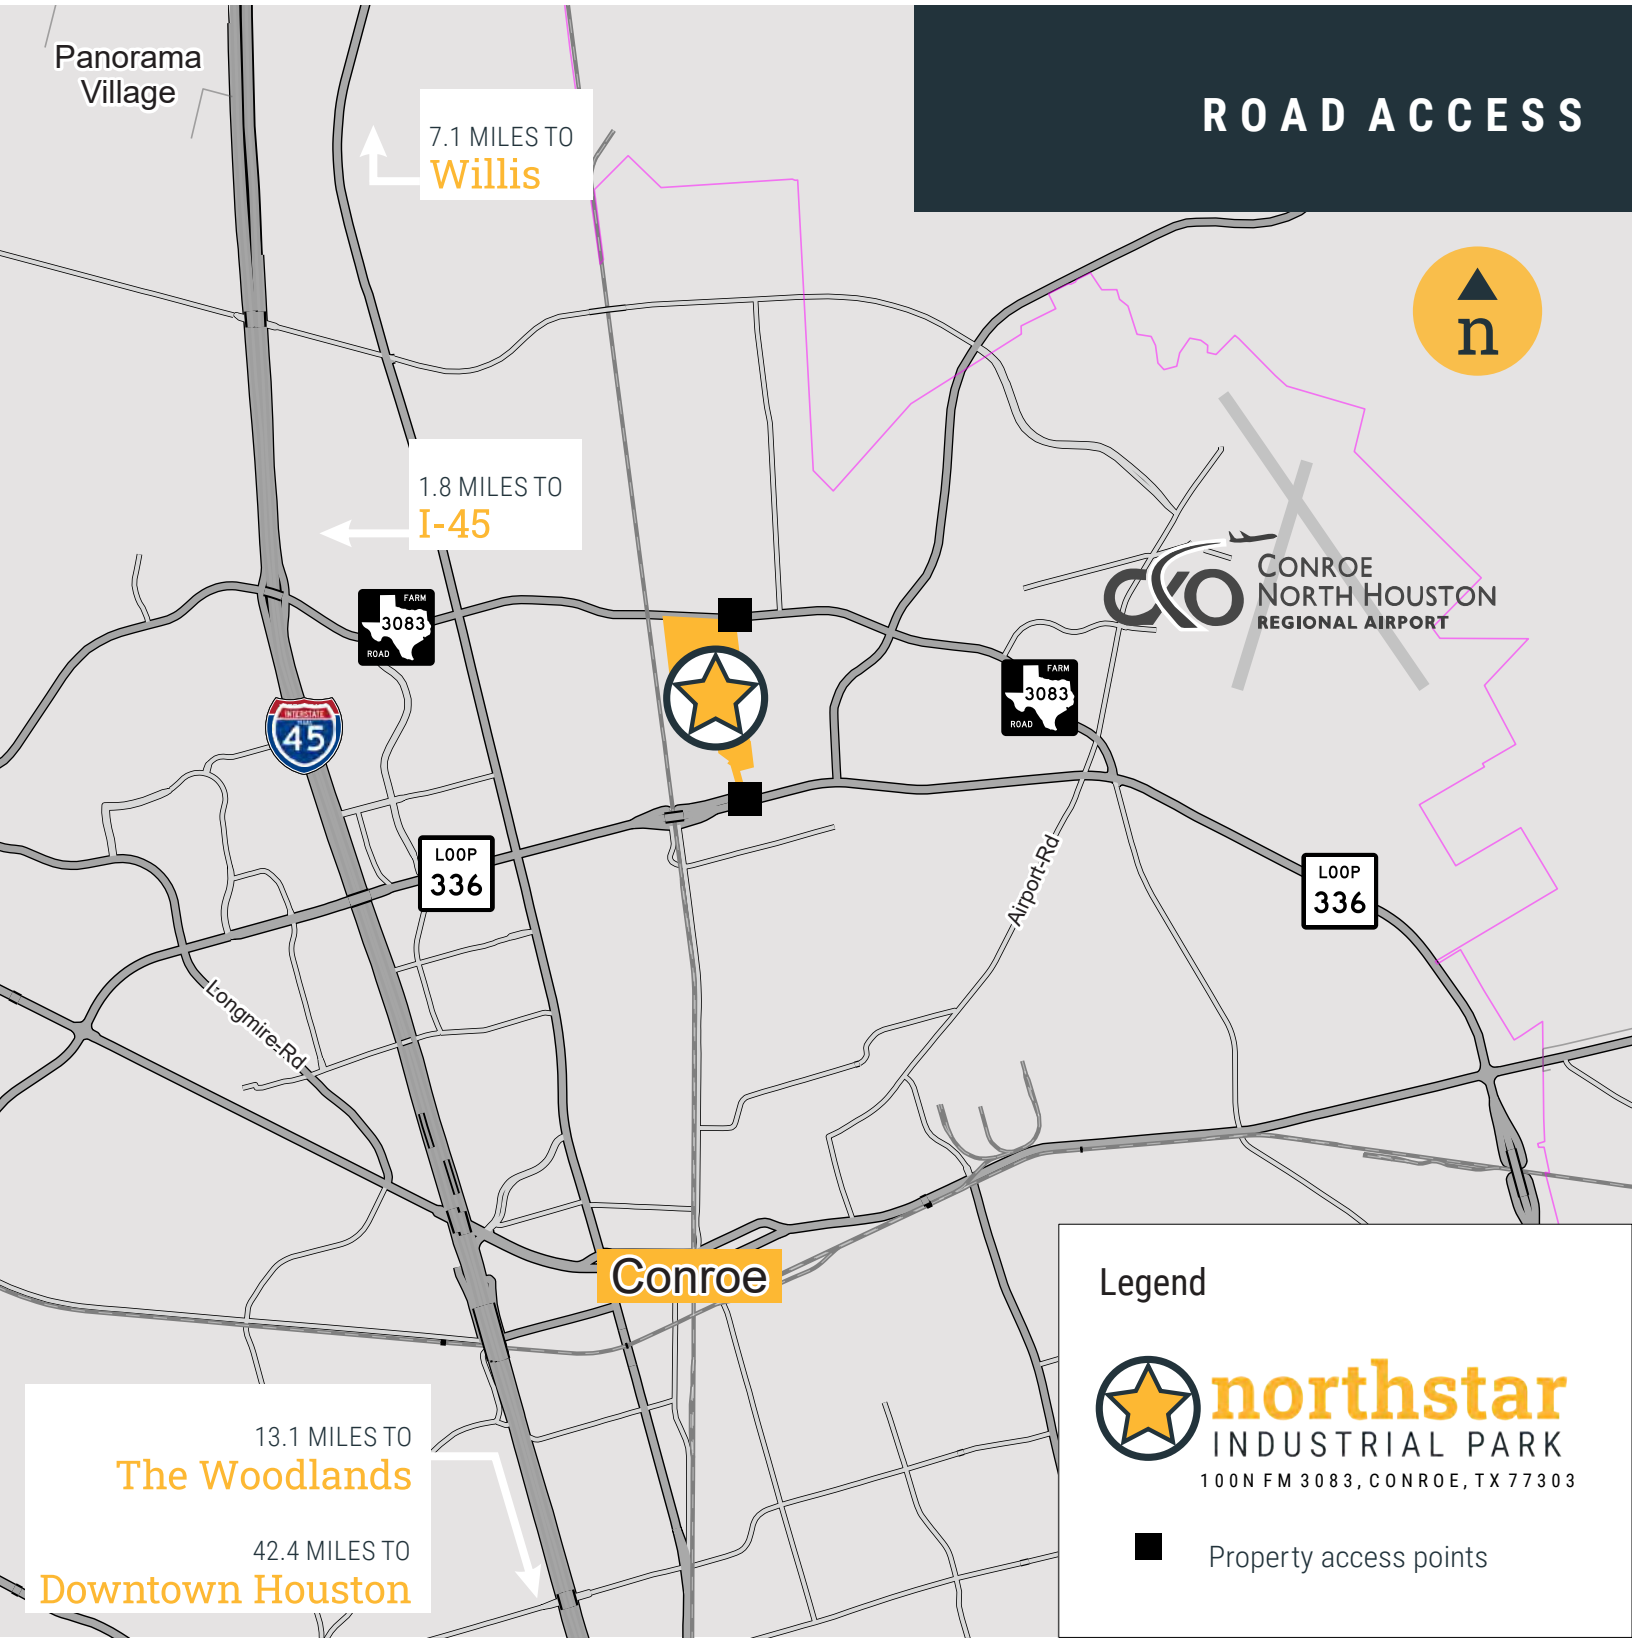 Panorama
Village
ROAD ACCESS
7.1 MILES TO
Willis
n
1.8 MILES TO
I-45
CXO
CONROE
NORTH HOUSTON
REGIONAL AIRPORT
FARM
3083
ROAD
FARM
3083
ROAD
INTERSTATE
TEXAS
45
LOOP
336
LOOP
336
Airport-Rd
Longmire-Rd
Conroe
13.1 MILES TO
The Woodlands
42.4 MILES TO
Downtown Houston
Legend
northstar
INDUSTRIAL PARK
100N FM 3083, CONROE, TX 77303
Property access points